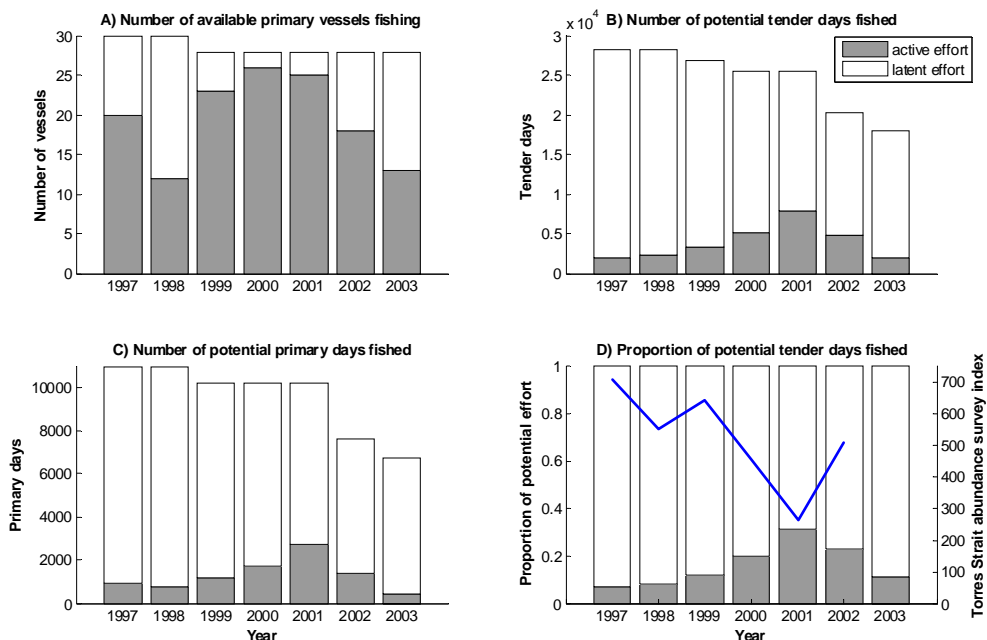 A) Number of available primary vessels fishing
30
25
20
15
10
5
0
Number of vessels
1997 1998 1999 2000 2001 2002 2003
B) Number of potential tender days fished
x 10^4
3
2.5
2
1.5
1
0.5
0
Tender days
active effort
latent effort
1997 1998 1999 2000 2001 2002 2003
C) Number of potential primary days fished
10000
8000
6000
4000
2000
0
Primary days
1997 1998 1999 2000 2001 2002 2003
Year
D) Proportion of potential tender days fished
1
0.8
0.6
0.4
0.2
0
Proportion of potential effort
700
600
500
400
300
200
100
0
Torres Strait abundance survey index
1997 1998 1999 2000 2001 2002 2003
Year